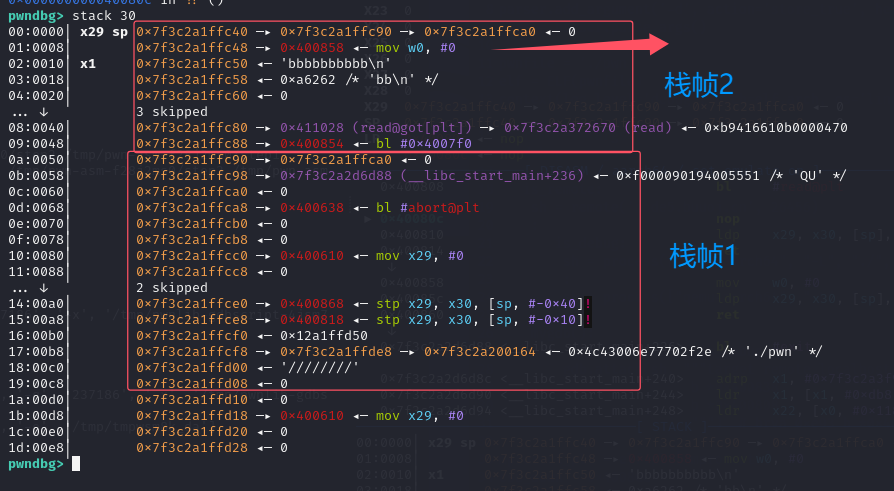 pwndbg> stack 30
00:0000│ x29 sp 0×7f3c2a1ffc40 —▸ 0×7f3c2a1ffc90 —▸ 0×7f3c2a1ffca0 ◂— 0
01:0008│ 0×7f3c2a1ffc48 —▸ 0×400858 ◂— mov w0, #0
02:0010│ x1 0×7f3c2a1ffc50 ◂— 'bbbbbbbbbb\n'
03:0018│ 0×7f3c2a1ffc58 ◂— 0×a6262 /* 'bb\n' */
04:0020│ 0×7f3c2a1ffc60 ◂— 0
... ↓ 3 skipped
08:0040│ 0×7f3c2a1ffc80 —▸ 0×411028 (read@got[plt]) —▸ 0×7f3c2a372670 (read) ◂— 0×b9416610b0000470
09:0048│ 0×7f3c2a1ffc88 —▸ 0×400854 ◂— bl #0×4007f0
0a:0050│ 0×7f3c2a1ffc90 —▸ 0×7f3c2a1ffca0 ◂— 0
0b:0058│ 0×7f3c2a1ffc98 —▸ 0×7f3c2a2d6d88 (__libc_start_main+236) ◂— 0×f000090194005551 /* 'QU' */
0c:0060│ 0×7f3c2a1ffca0 ◂— 0
0d:0068│ 0×7f3c2a1ffca8 —▸ 0×400638 ◂— bl #abort@plt
0e:0070│ 0×7f3c2a1ffcb0 ◂— 0
0f:0078│ 0×7f3c2a1ffcb8 ◂— 0
10:0080│ 0×7f3c2a1ffcc0 —▸ 0×400610 ◂— mov x29, #0
11:0088│ 0×7f3c2a1ffcc8 ◂— 0
... ↓ 2 skipped
14:00a0│ 0×7f3c2a1ffce0 —▸ 0×400868 ◂— stp x29, x30, [sp, #-0×40]!
15:00a8│ 0×7f3c2a1ffce8 —▸ 0×400818 ◂— stp x29, x30, [sp, #-0×10]!
16:00b0│ 0×7f3c2a1ffcf0 ◂— 0×12a1ffd50
17:00b8│ 0×7f3c2a1ffcf8 —▸ 0×7f3c2a1ffde8 —▸ 0×7f3c2a200164 ◂— 0×4c43006e77702f2e /* './pwn' */
18:00c0│ 0×7f3c2a1ffd00 ◂— '////////'
19:00c8│ 0×7f3c2a1ffd08 ◂— 0
1a:00d0│ 0×7f3c2a1ffd10 ◂— 0
1b:00d8│ 0×7f3c2a1ffd18 —▸ 0×400610 ◂— mov x29, #0
1c:00e0│ 0×7f3c2a1ffd20 ◂— 0
1d:00e8│ 0×7f3c2a1ffd28 ◂— 0
pwndbg>
栈帧2
栈帧1